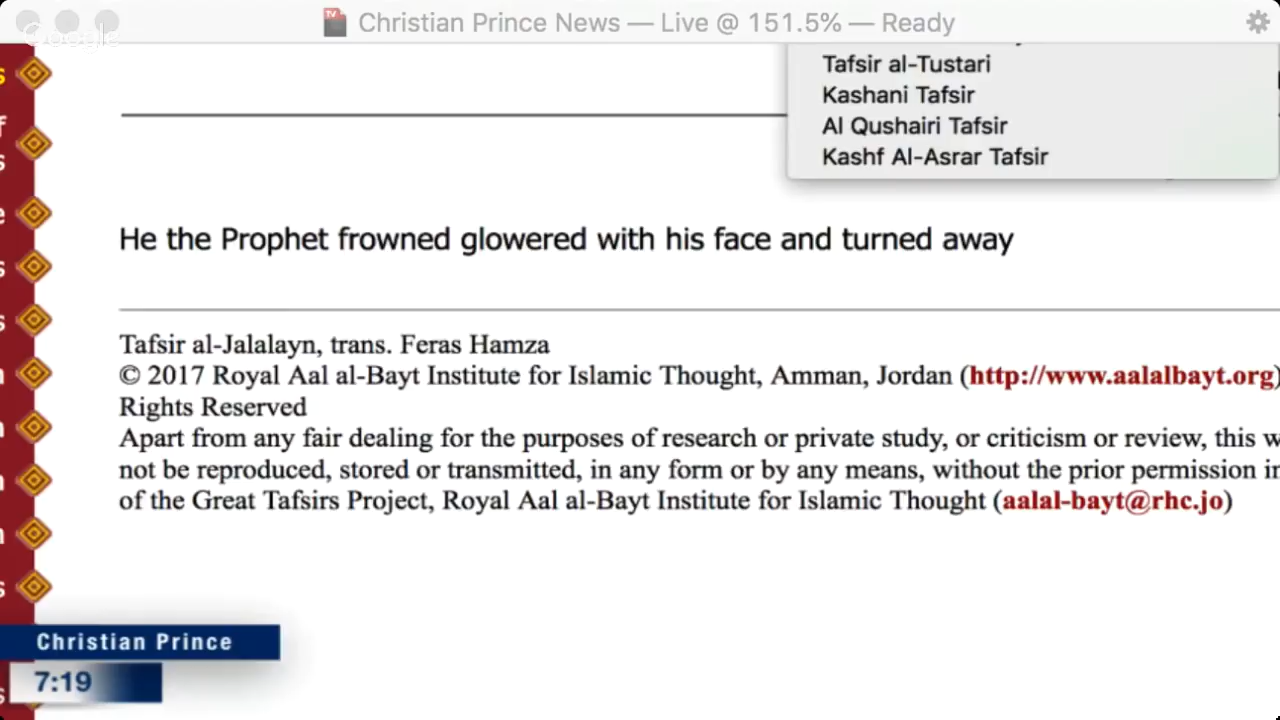 Christian Prince News — Live @ 151.5% — Ready
Google
Tafsir al-Tustari
Kashani Tafsir
Al Qushairi Tafsir
Kashf Al-Asrar Tafsir
He the Prophet frowned glowered with his face and turned away
Tafsir al-Jalalayn, trans. Feras Hamza
© 2017 Royal Aal al-Bayt Institute for Islamic Thought, Amman, Jordan (http://www.aalalbayt.org)
Rights Reserved
Apart from any fair dealing for the purposes of research or private study, or criticism or review, this w
not be reproduced, stored or transmitted, in any form or by any means, without the prior permission in
of the Great Tafsirs Project, Royal Aal al-Bayt Institute for Islamic Thought (aalal-bayt@rhc.jo)
Christian Prince
7:19